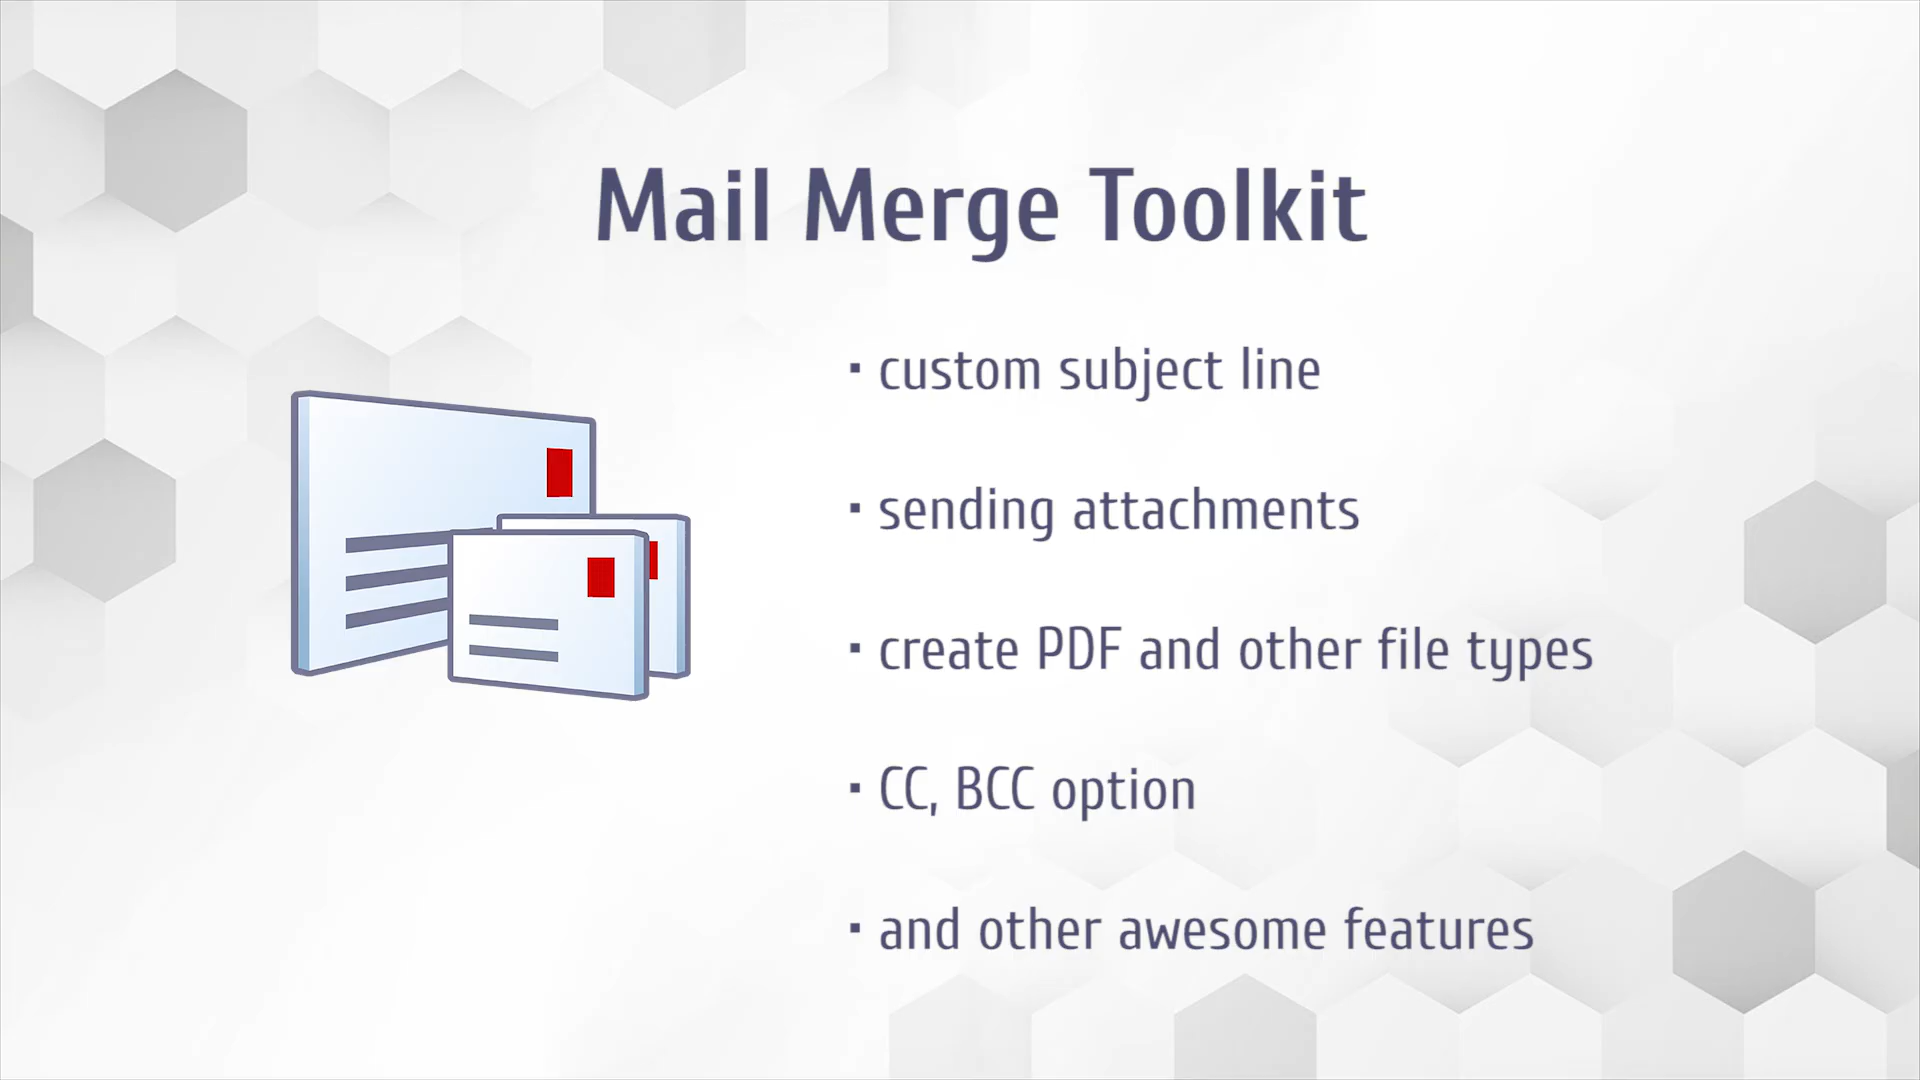 Mail Merge Toolkit
▪ custom subject line
▪ sending attachments
▪ create PDF and other file types
▪ CC, BCC option
▪ and other awesome features